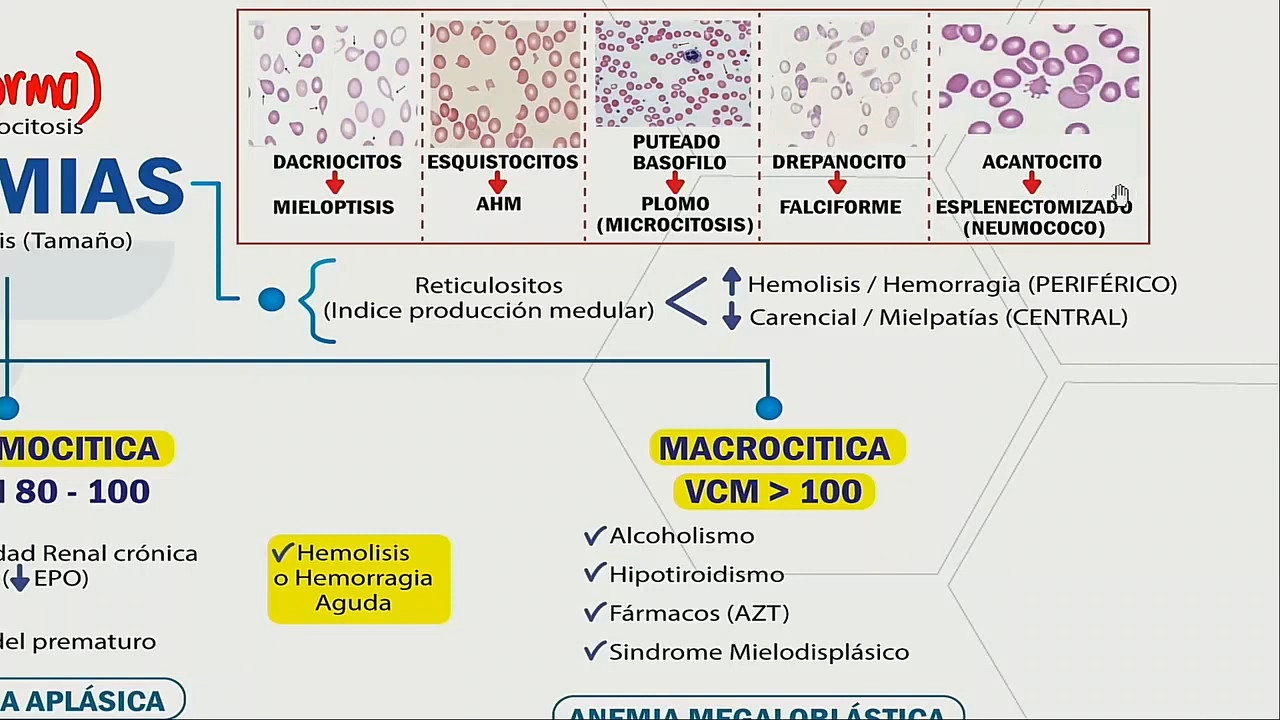 orma)
ocitosis
MIAS
is (Tamaño)
DACRIOCITOS
MIELOPTISIS
ESQUISTOCITOS
AHM
PUTEADO
BASOFILO
PLOMO
(MICROCITOSIS)
DREPANOCITO
FALCIFORME
ACANTOCITO
ESPLENECTOMIZADO
(NEUMOCOCO)
Reticulositos
(Indice producción medular)
Hemolisis / Hemorragia (PERIFÉRICO)
Carencial / Mielpatías (CENTRAL)
MOCITICA
80 - 100
dad Renal crónica
( EPO)
del prematuro
A APLÁSICA
Hemolisis
o Hemorragia
Aguda
MACROCITICA
VCM > 100
Alcoholismo
Hipotiroidismo
Fármacos (AZT)
Sindrome Mielodisplásico
ANEMIA MEGALOBLÁSTICA